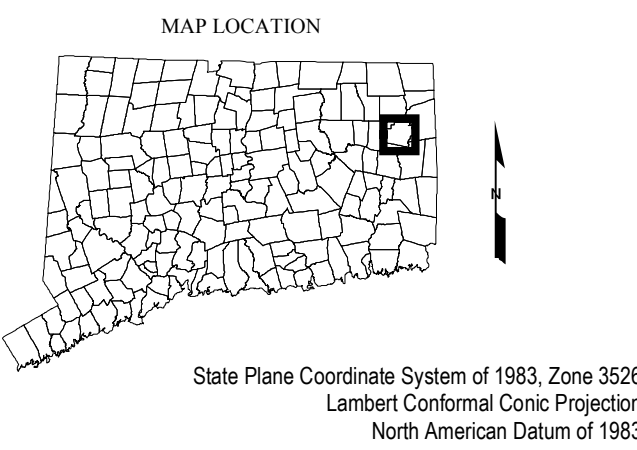 MAP LOCATION
N
State Plane Coordinate System of 1983, Zone 3526
Lambert Conformal Conic Projection
North American Datum of 1983